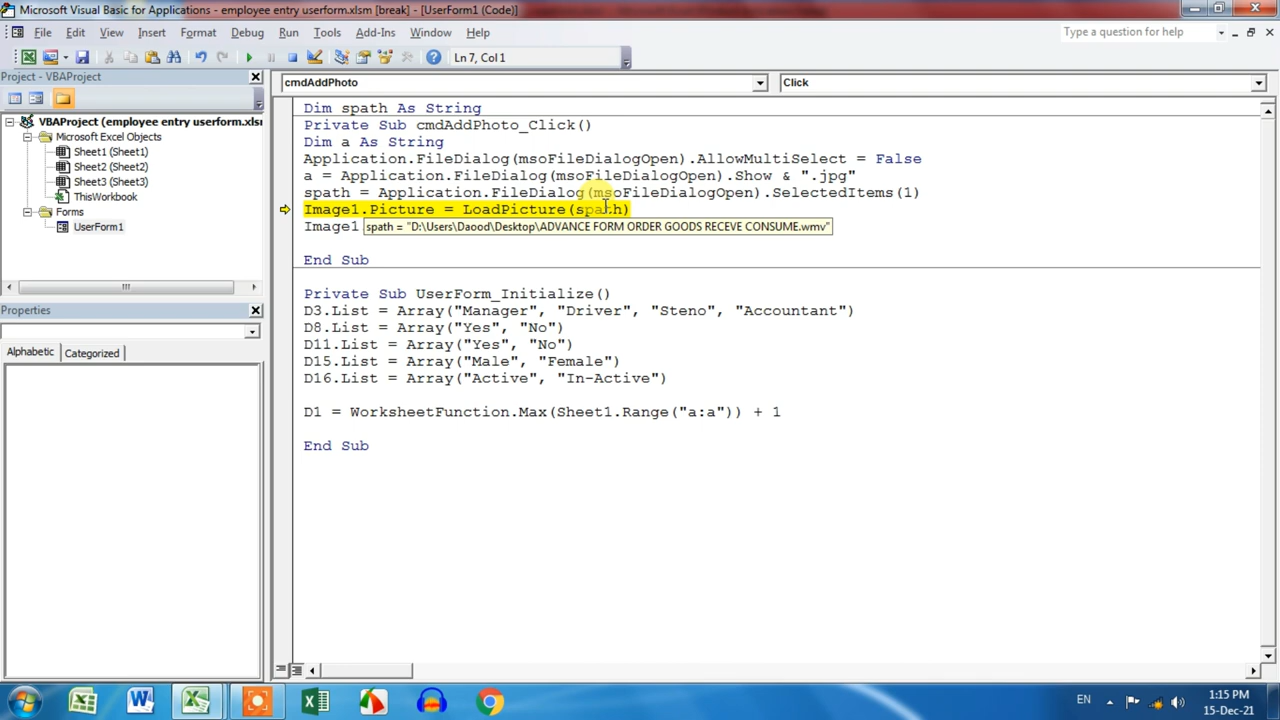 Microsoft Visual Basic for Applications - employee entry userform.xlsm [break] - [UserForm1 (Code)]
File Edit View Insert Format Debug Run Tools Add-Ins Window Help
Type a question for help
Ln 7, Col 1
Project - VBAProject
cmdAddPhoto
Click
VBAProject (employee entry userform.xlsm
Microsoft Excel Objects
Sheet1 (Sheet1)
Sheet2 (Sheet2)
Sheet3 (Sheet3)
ThisWorkbook
Forms
UserForm1
Properties
Alphabetic Categorized
Dim spath As String
Private Sub cmdAddPhoto_Click()
Dim a As String
Application.FileDialog(msoFileDialogOpen).AllowMultiSelect = False
a = Application.FileDialog(msoFileDialogOpen).Show & ".jpg"
spath = Application.FileDialog(msoFileDialogOpen).SelectedItems(1)
Image1.Picture = LoadPicture(spath)
Image1
spath = "D:\Users\Daood\Desktop\ADVANCE FORM ORDER GOODS RECEVE CONSUME.wmv"
End Sub
Private Sub UserForm_Initialize()
D3.List = Array("Manager", "Driver", "Steno", "Accountant")
D8.List = Array("Yes", "No")
D11.List = Array("Yes", "No")
D15.List = Array("Male", "Female")
D16.List = Array("Active", "In-Active")
D1 = WorksheetFunction.Max(Sheet1.Range("a:a")) + 1
End Sub
EN
1:15 PM
15-Dec-21